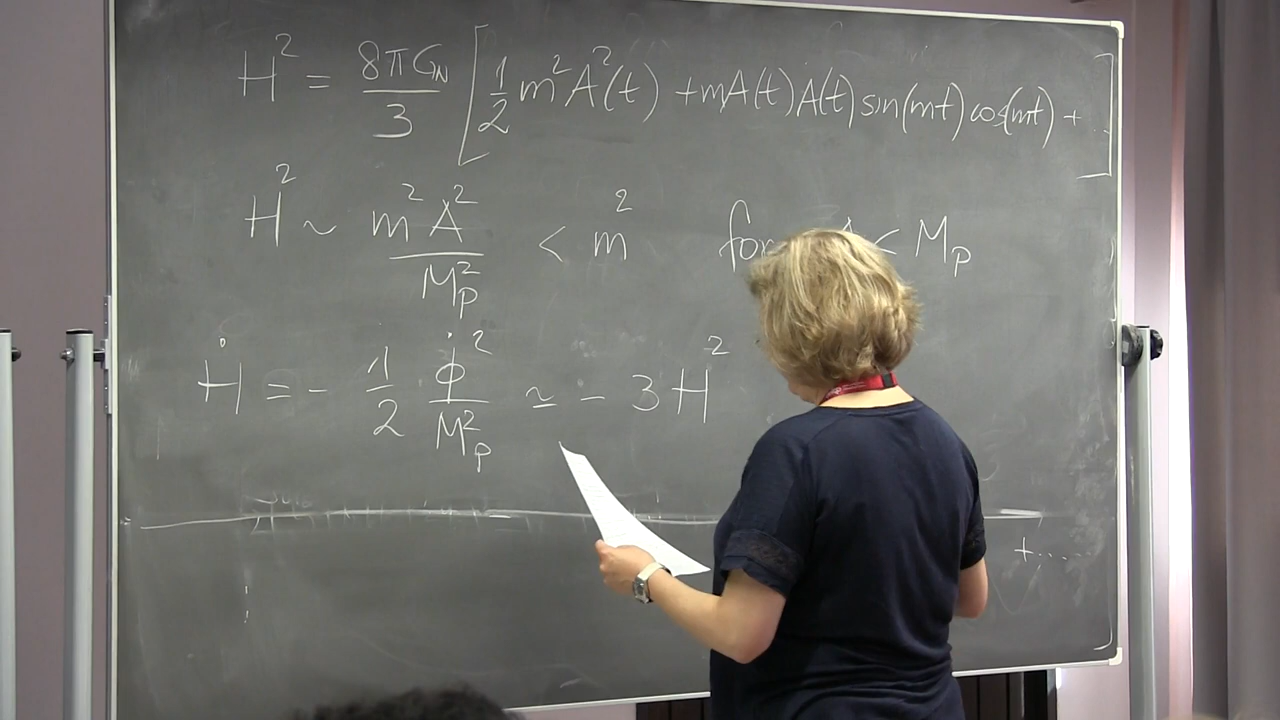 H² = 8πG_N/3 [ 1/2 m²A²(t) + mA(t)Ȧ(t) sin(mt) cos(mt) + ...]
H² ~ m²A²/M_P² < m² for A < M_P
Ḣ = - 1/2 ϕ̇²/M_P² ≃ - 3H²
+....